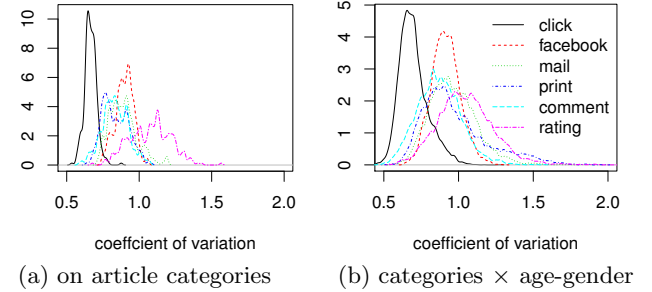 10
8
6
4
2
0
0.5 1.0 1.5 2.0
coeffcient of variation
(a) on article categories
5
4
3
2
1
0
click
facebook
mail
print
comment
rating
0.5 1.0 1.5 2.0
coeffcient of variation
(b) categories × age-gender